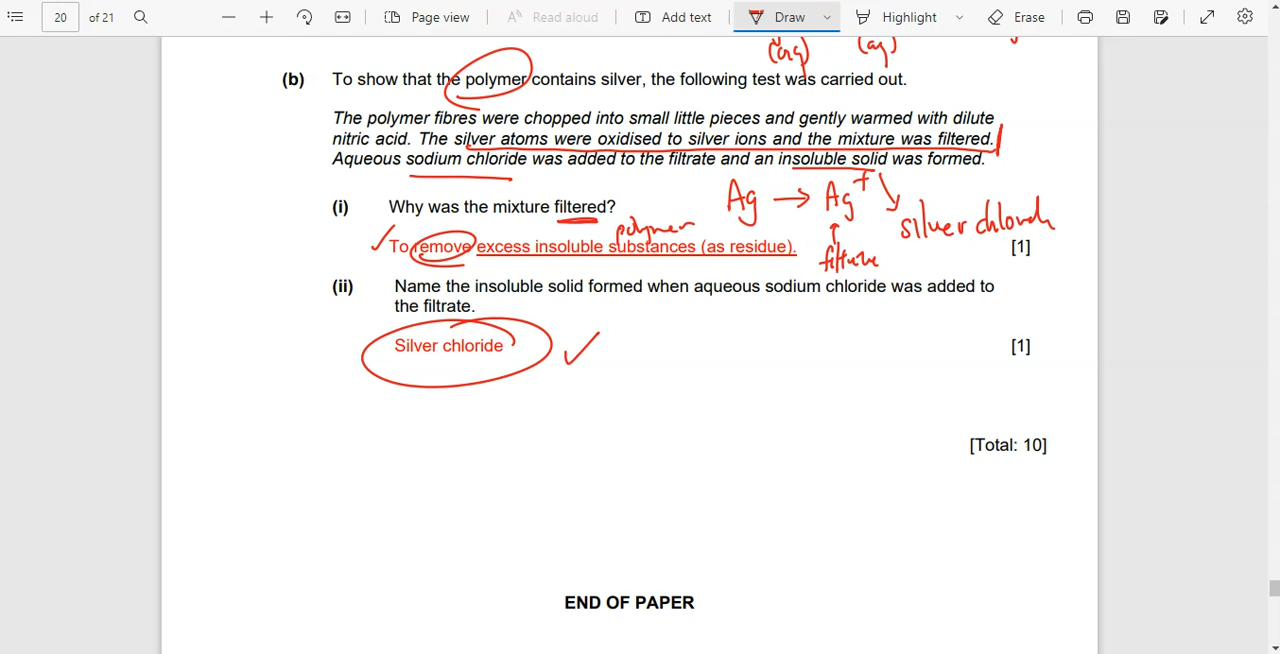 20 of 21 Page view Read aloud Add text Draw Highlight Erase
(aq) (aq)
(b) To show that the polymer contains silver, the following test was carried out.
The polymer fibres were chopped into small little pieces and gently warmed with dilute
nitric acid. The silver atoms were oxidised to silver ions and the mixture was filtered.
Aqueous sodium chloride was added to the filtrate and an insoluble solid was formed.
Ag → Ag+
silver chloride
(i) Why was the mixture filtered?
polymer
To remove excess insoluble substances (as residue). [1]
filtrate
(ii) Name the insoluble solid formed when aqueous sodium chloride was added to
the filtrate.
Silver chloride [1]
[Total: 10]
END OF PAPER